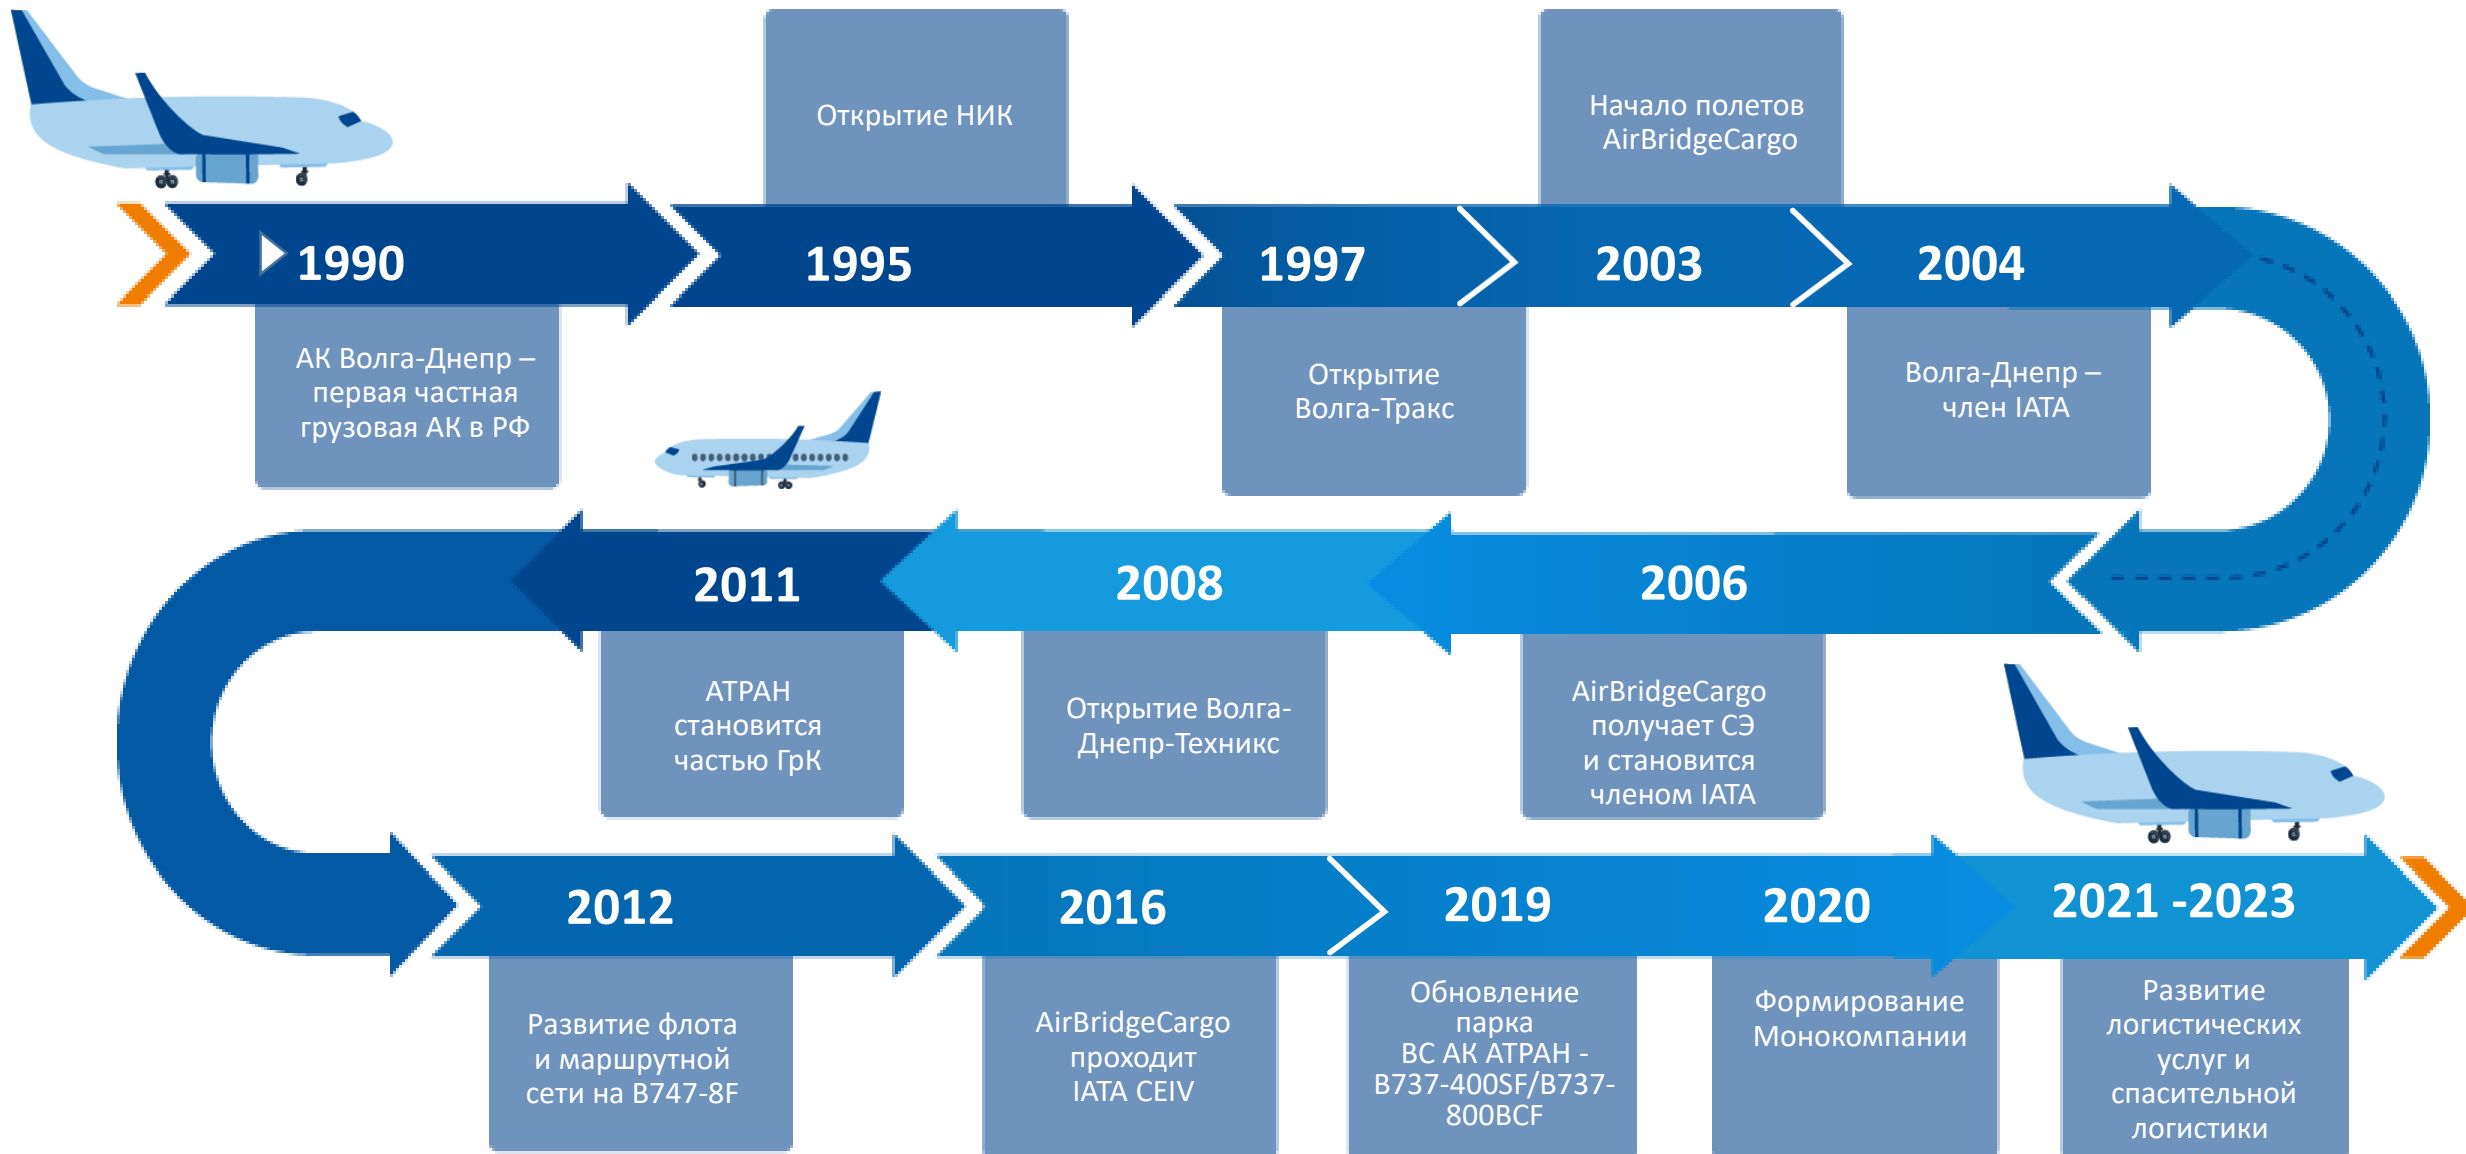 1990
АК Волга-Днепр –
первая частная
грузовая АК в РФ
Открытие НИК
1995
1997
Открытие
Волга-Тракс
Начало полетов
AirBridgeCargo
2003
2004
Волга-Днепр –
член IATA
2006
AirBridgeCargo
получает СЭ
и становится
членом IATA
2008
Открытие Волга-
Днепр-Техникс
2011
АТРАН
становится
частью ГрК
2012
Развитие флота
и маршрутной
сети на B747-8F
2016
AirBridgeCargo
проходит
IATA CEIV
2019
Обновление
парка
ВС АК АТРАН -
B737-400SF/B737-
800BCF
2020
Формирование
Монокомпании
2021 -2023
Развитие
логистических
услуг и
спасительной
логистики